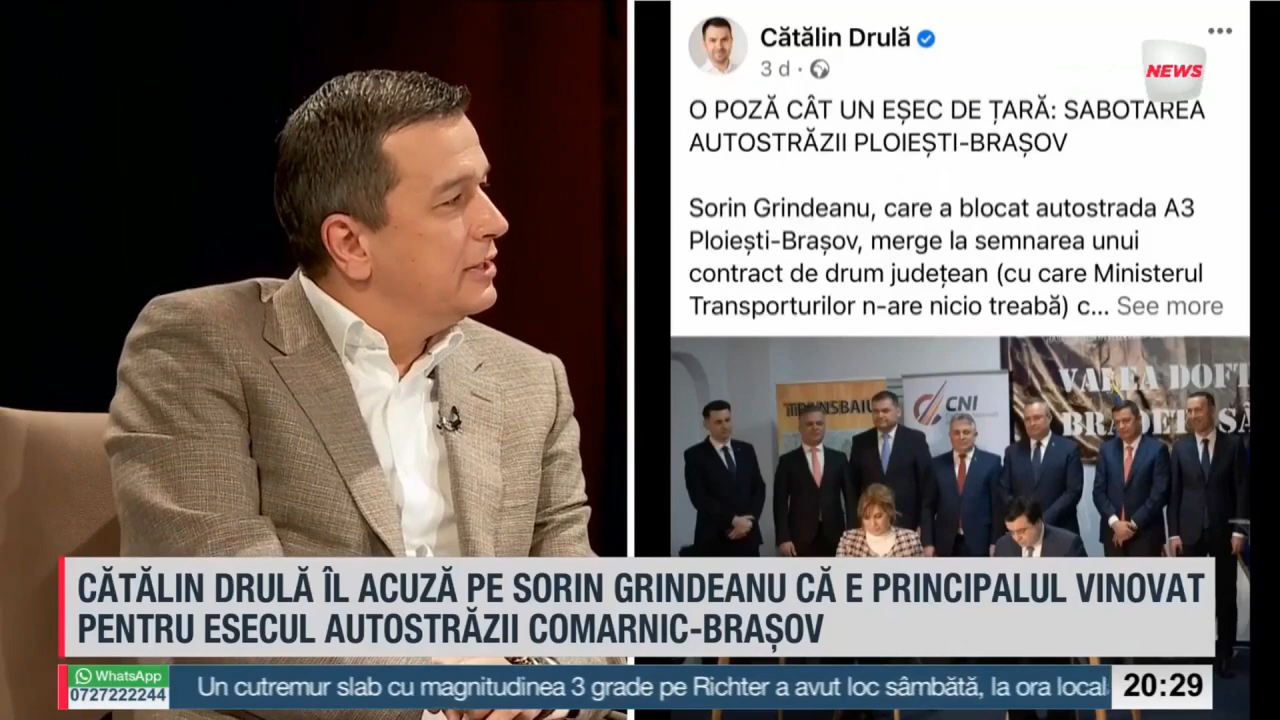 Cătălin Drulă
3 d
NEWS
O POZĂ CÂT UN EȘEC DE ȚARĂ: SABOTAREA
AUTOSTRĂZII PLOIEȘTI-BRAȘOV
Sorin Grindeanu, care a blocat autostrada A3
Ploiești-Brașov, merge la semnarea unui
contract de drum județean (cu care Ministerul
Transporturilor n-are nicio treabă) c... See more
CNI
VALEA DOFT
CĂTĂLIN DRULĂ ÎL ACUZĂ PE SORIN GRINDEANU CĂ E PRINCIPALUL VINOVAT
PENTRU ESECUL AUTOSTRĂZII COMARNIC-BRAȘOV
WhatsApp
0727222244
Un cutremur slab cu magnitudinea 3 grade pe Richter a avut loc sâmbătă, la ora local
20:29